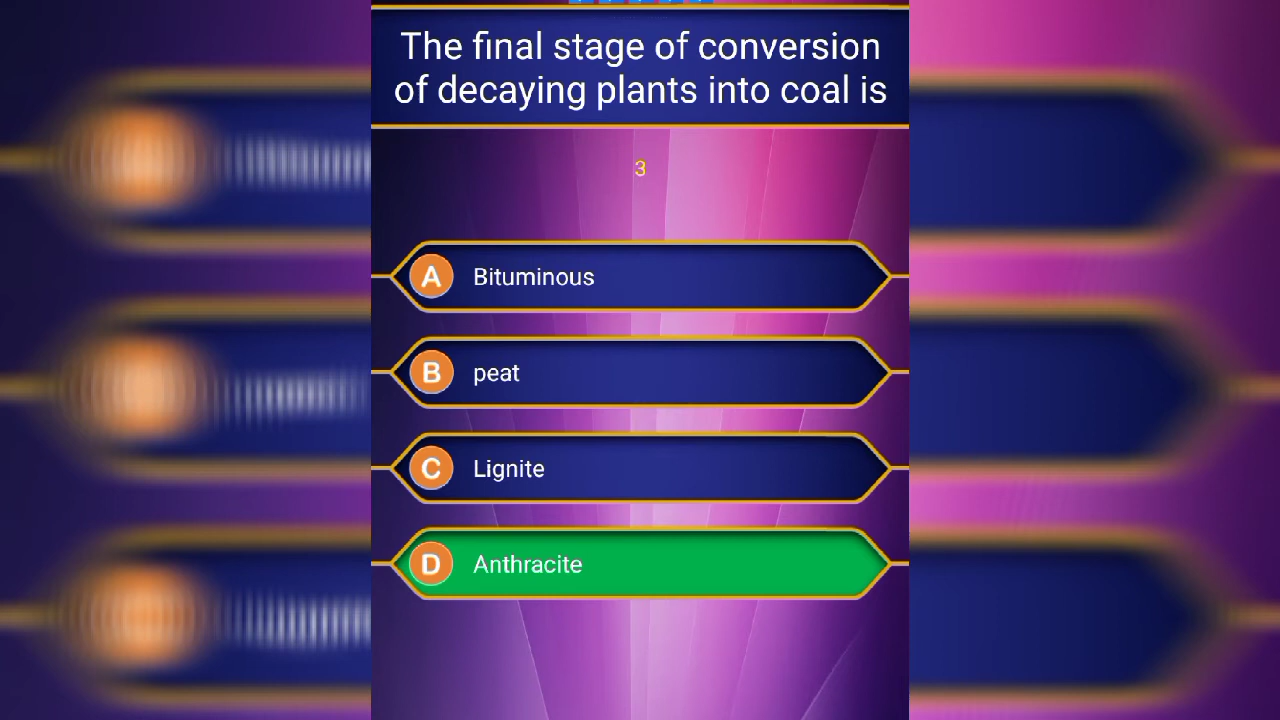 The final stage of conversion
of decaying plants into coal is
3
A Bituminous
B peat
C Lignite
D Anthracite